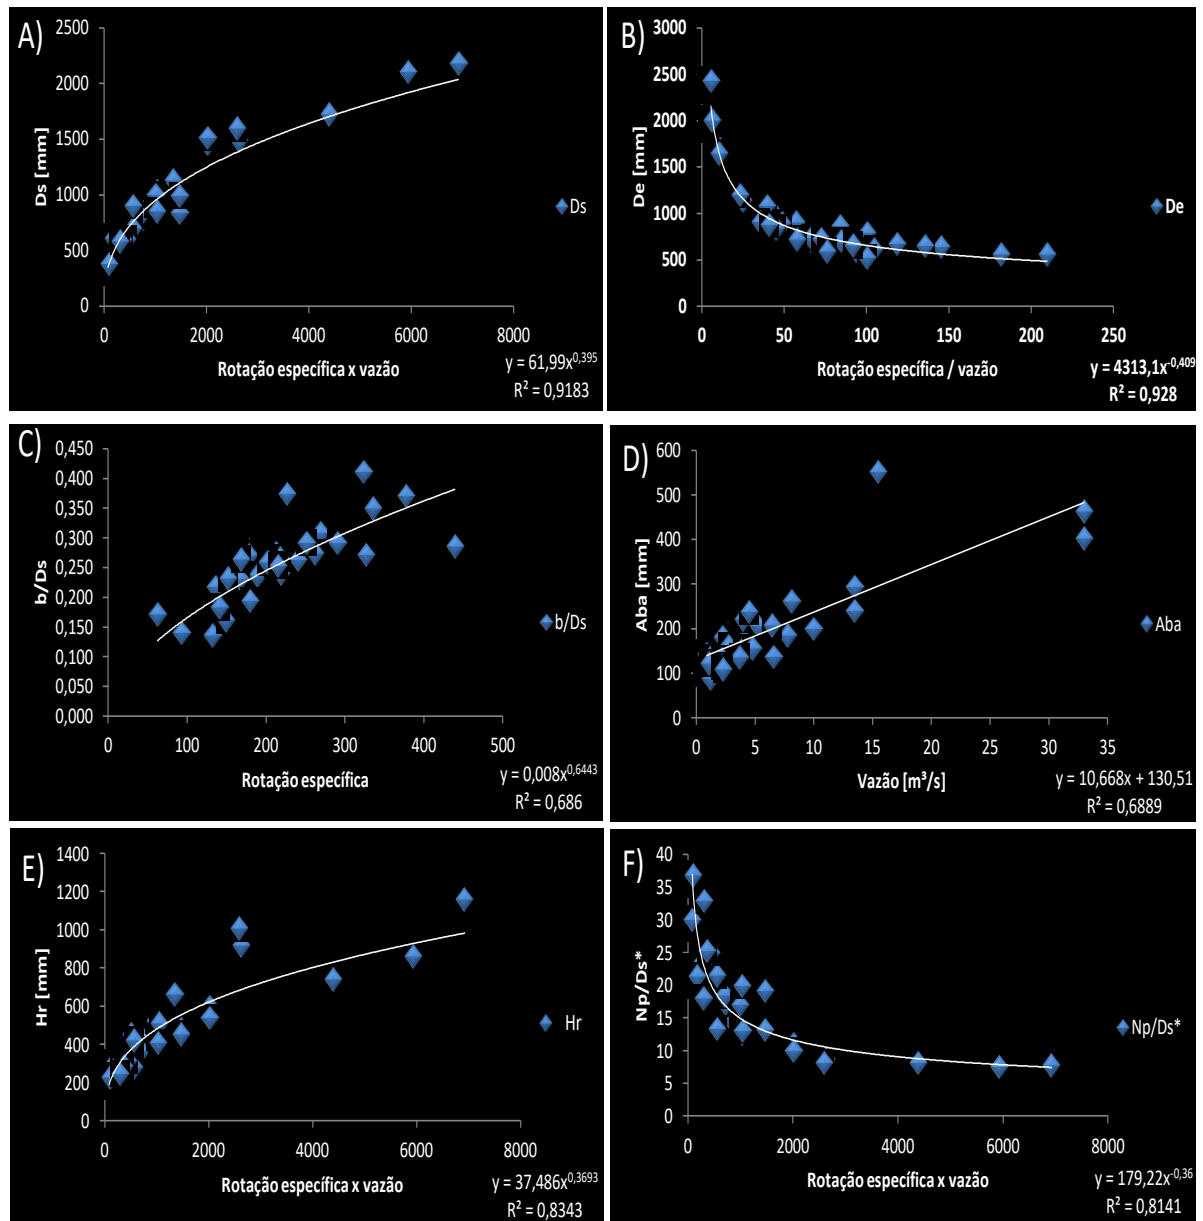 A)
Ds [mm]
2500
2000
1500
1000
500
0
0 2000 4000 6000 8000
Rotação específica x vazão
Ds
y = 61,99x^0,395
R² = 0,9183
B)
De [mm]
3000
2500
2000
1500
1000
500
0
0 50 100 150 200 250
Rotação específica / vazão
De
y = 4313,1x^-0,409
R² = 0,928
C)
b/Ds
0,450
0,400
0,350
0,300
0,250
0,200
0,150
0,100
0,050
0,000
0 100 200 300 400 500
Rotação específica
b/Ds
y = 0,008x^0,6443
R² = 0,686
D)
Aba [mm]
600
500
400
300
200
100
0
0 5 10 15 20 25 30 35
Vazão [m³/s]
Aba
y = 10,668x + 130,51
R² = 0,6889
E)
Hr [mm]
1400
1200
1000
800
600
400
200
0
0 2000 4000 6000 8000
Rotação específica x vazão
Hr
y = 37,486x^0,3693
R² = 0,8343
F)
Np/Ds*
40
35
30
25
20
15
10
5
0
0 2000 4000 6000 8000
Rotação específica x vazão
Np/Ds*
y = 179,22x^-0,36
R² = 0,8141